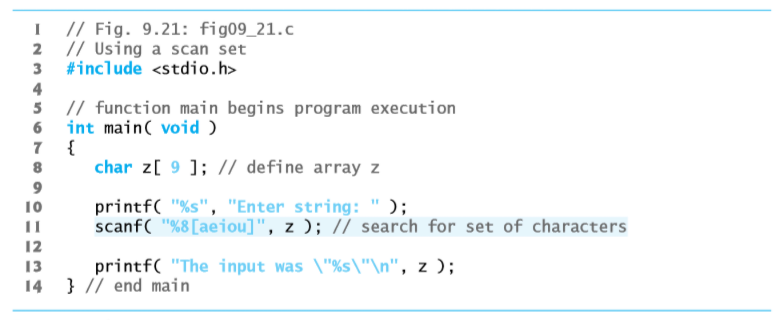 1 // Fig. 9.21: fig09_21.c
2 // Using a scan set
3 #include <stdio.h>
4
5 // function main begins program execution
6 int main( void )
7 {
8 char z[ 9 ]; // define array z
9
10 printf( "%s", "Enter string: " );
11 scanf( "%8[aeiou]", z ); // search for set of characters
12
13 printf( "The input was \"%s\"\n", z );
14 } // end main